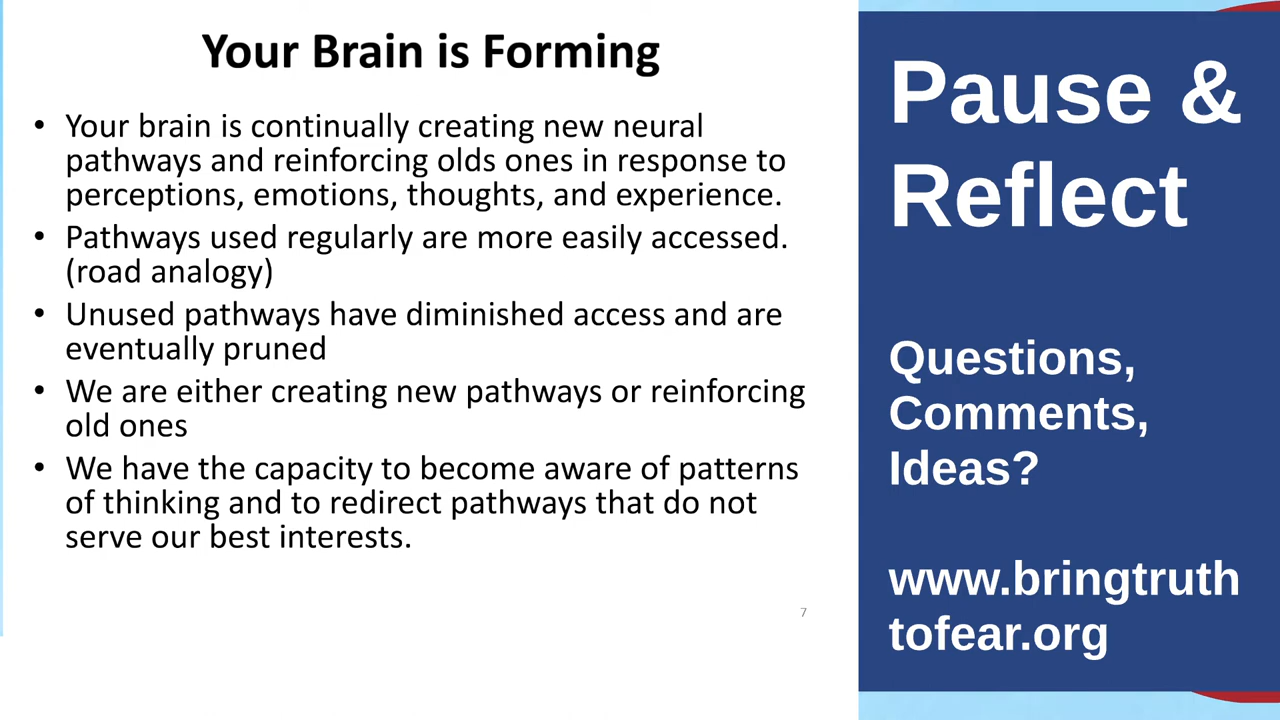 Your Brain is Forming
• Your brain is continually creating new neural
pathways and reinforcing olds ones in response to
perceptions, emotions, thoughts, and experience.
• Pathways used regularly are more easily accessed.
(road analogy)
• Unused pathways have diminished access and are
eventually pruned
• We are either creating new pathways or reinforcing
old ones
• We have the capacity to become aware of patterns
of thinking and to redirect pathways that do not
serve our best interests.
7
Pause &
Reflect
Questions,
Comments,
Ideas?
www.bringtruth
tofear.org